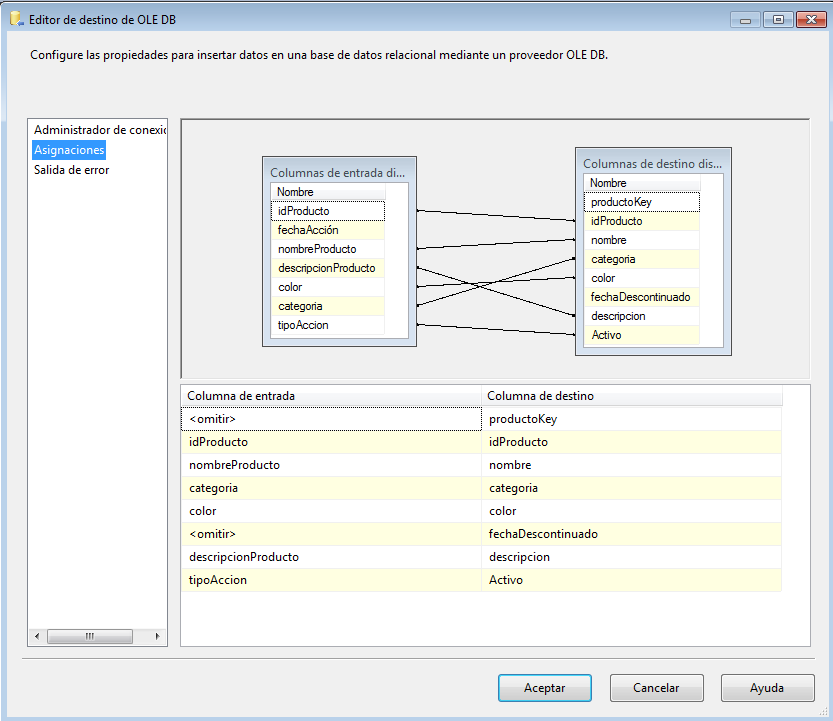 Editor de destino de OLE DB
Configure las propiedades para insertar datos en una base de datos relacional mediante un proveedor OLE DB.
Administrador de conexi
Asignaciones
Salida de error
Columnas de entrada di...
Nombre
idProducto
fechaAcción
nombreProducto
descripcionProducto
color
categoria
tipoAccion
Columnas de destino dis...
Nombre
productoKey
idProducto
nombre
categoria
color
fechaDescontinuado
descripcion
Activo
Columna de entrada Columna de destino
<omitir> productoKey
idProducto idProducto
nombreProducto nombre
categoria categoria
color color
<omitir> fechaDescontinuado
descripcionProducto descripcion
tipoAccion Activo
Aceptar Cancelar Ayuda